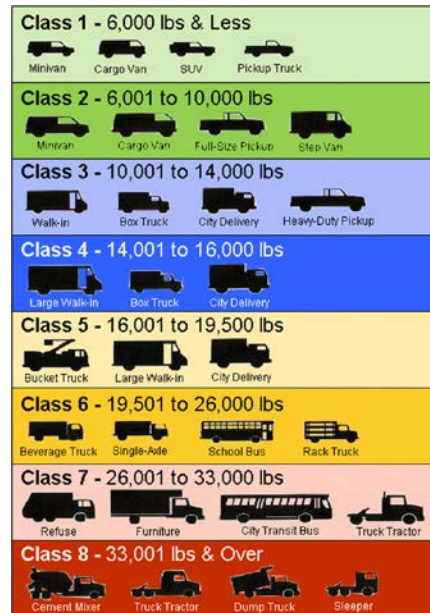 Class 1 - 6,000 lbs & Less
Minivan Cargo Van SUV Pickup Truck
Class 2 - 6,001 to 10,000 lbs
Minivan Cargo Van Full-Size Pickup Step Van
Class 3 - 10,001 to 14,000 lbs
Walk-in Box Truck City Delivery Heavy-Duty Pickup
Class 4 - 14,001 to 16,000 lbs
Large Walk-in Box Truck City Delivery
Class 5 - 16,001 to 19,500 lbs
Bucket Truck Large Walk-in City Delivery
Class 6 - 19,501 to 26,000 lbs
Beverage Truck Single-Axle School Bus Rack Truck
Class 7 - 26,001 to 33,000 lbs
Refuse Furniture City Transit Bus Truck Tractor
Class 8 - 33,001 lbs & Over
Cement Mixer Truck Tractor Dump Truck Sleeper